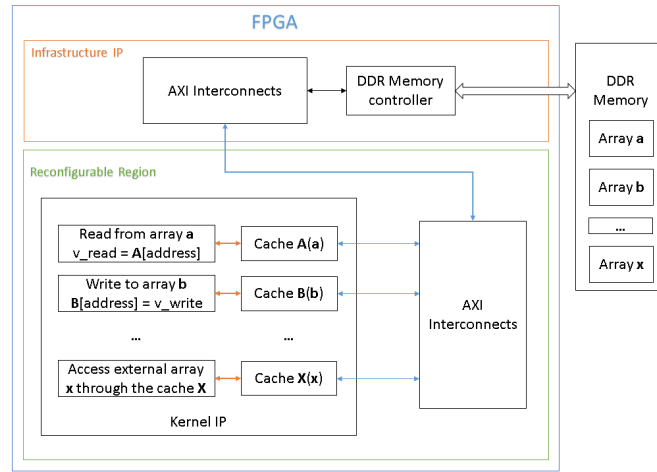 FPGA
Infrastructure IP
AXI Interconnects
DDR Memory
controller
DDR
Memory
Array a
Array b
...
Array x
Reconfigurable Region
Read from array a
v_read = A[address]
Cache A(a)
Write to array b
B[address] = v_write
Cache B(b)
...
...
Access external array
x through the cache X
Cache X(x)
Kernel IP
AXI
Interconnects